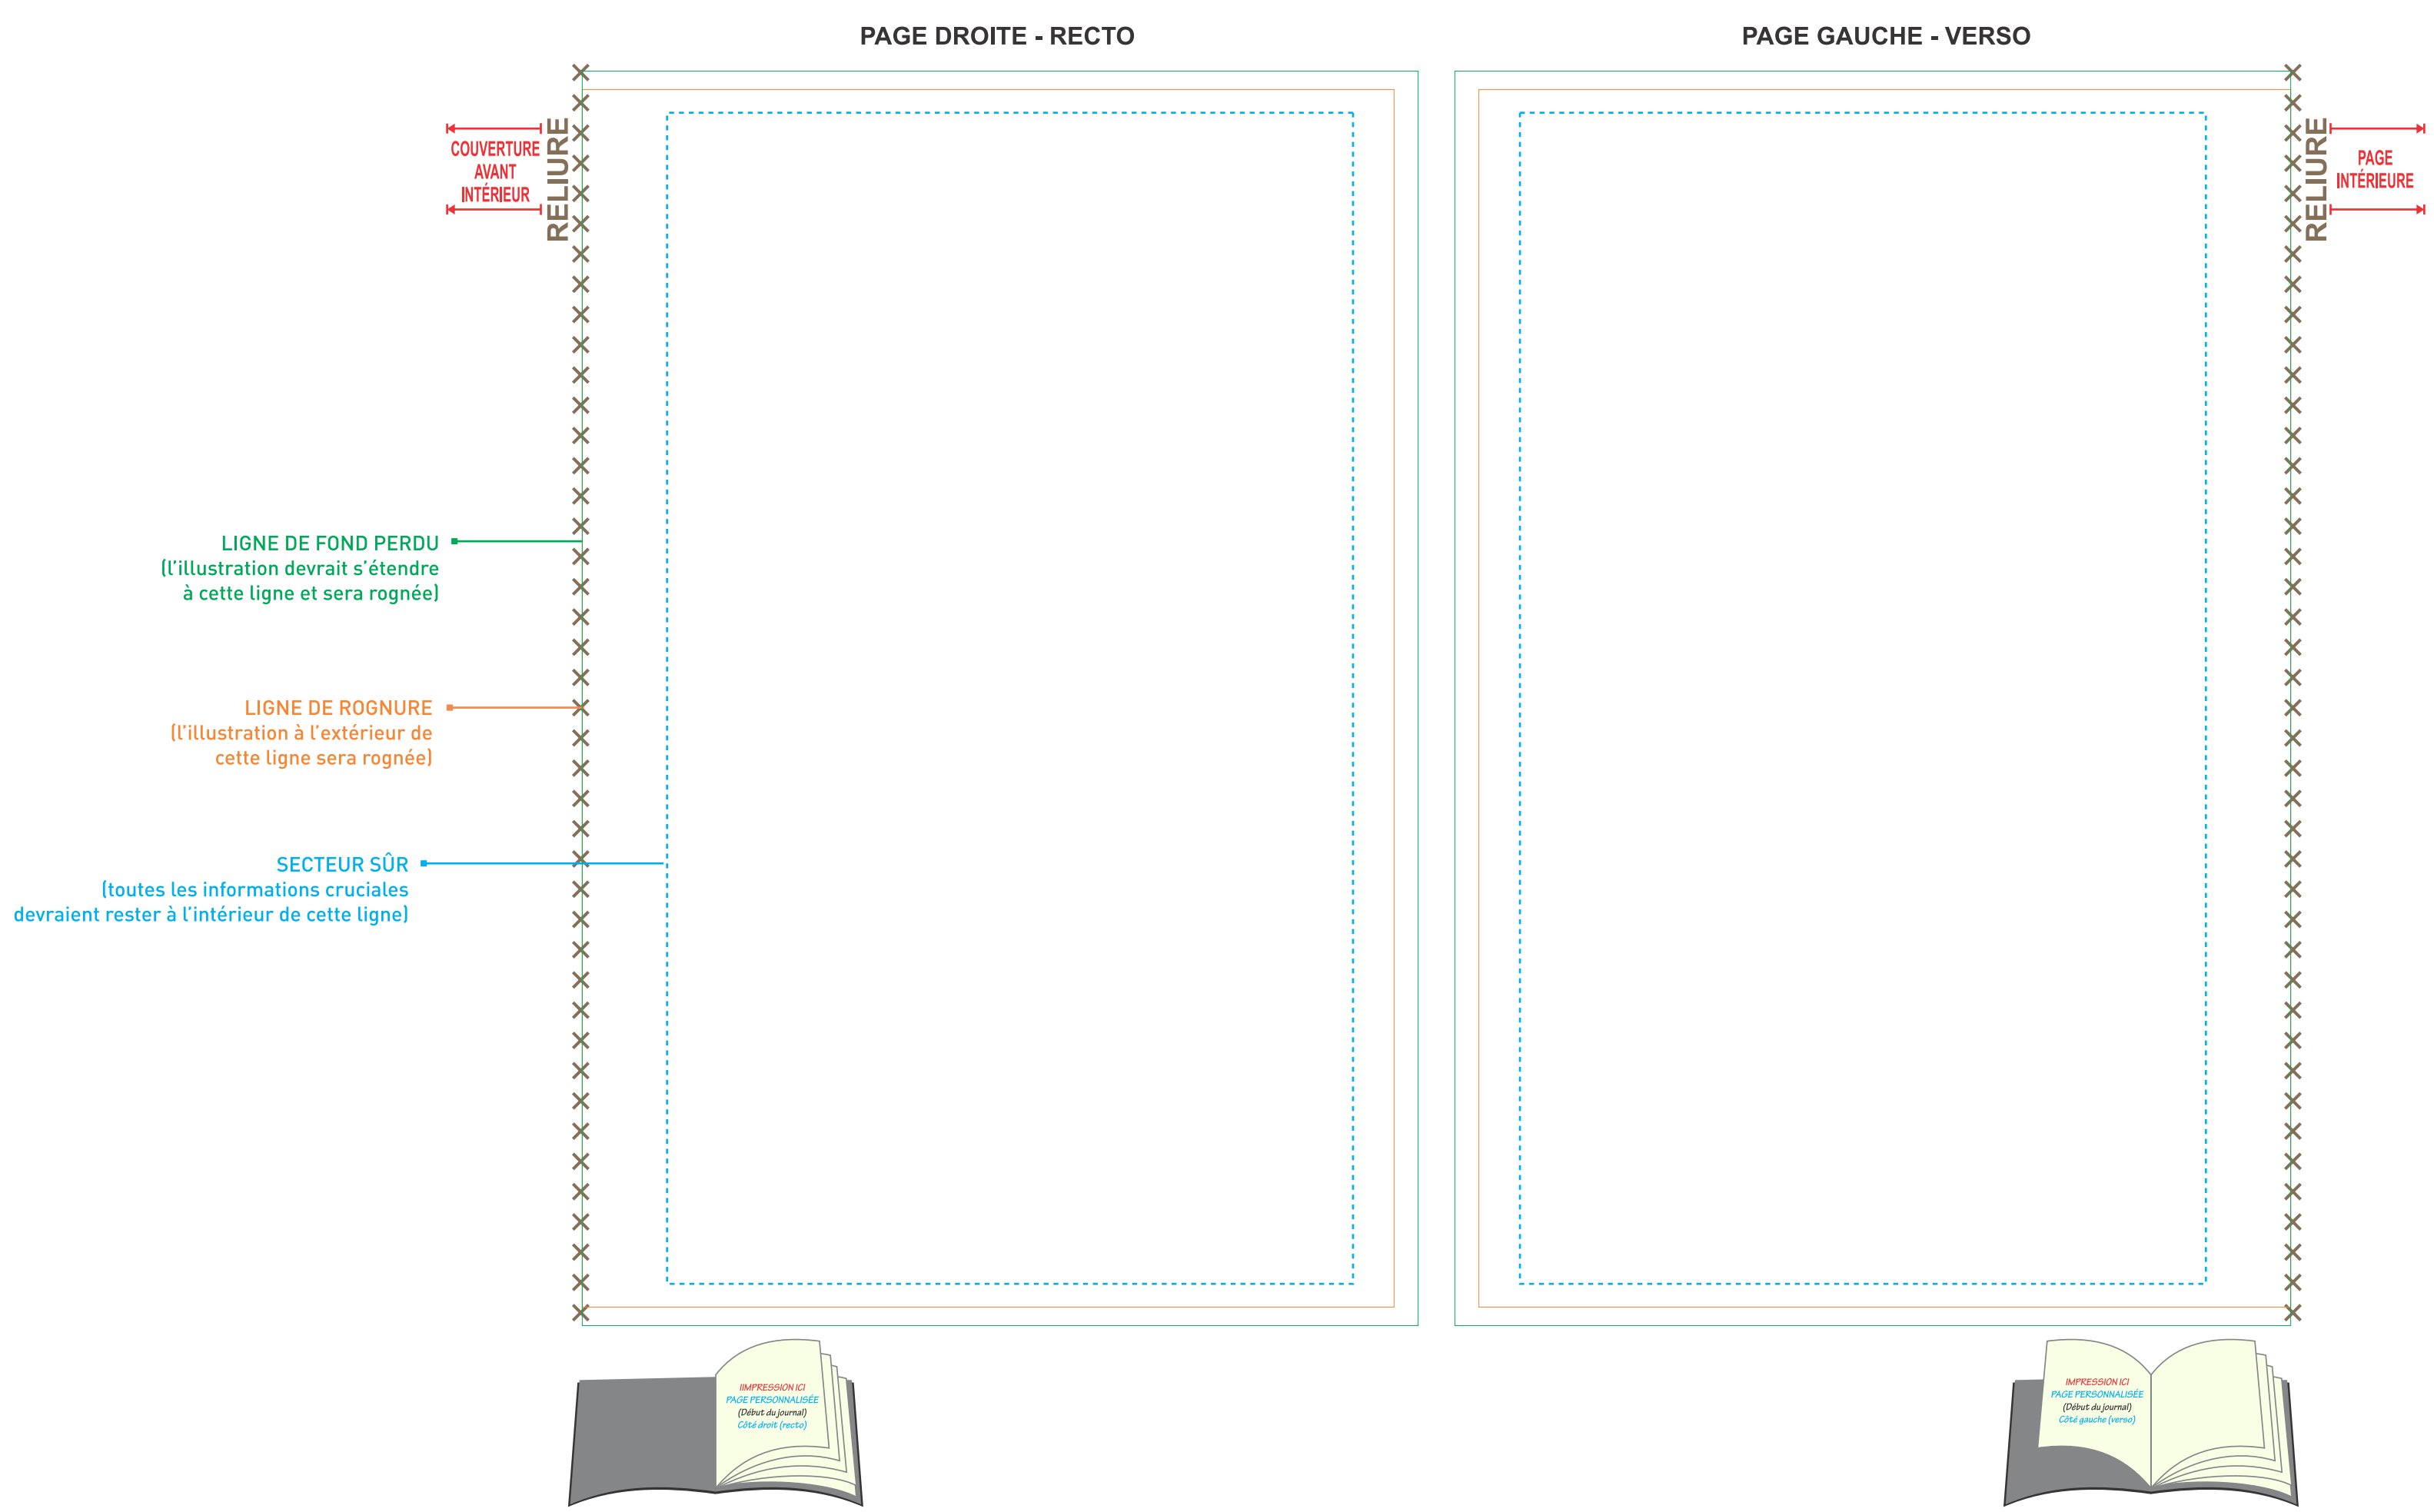 PAGE DROITE - RECTO
PAGE GAUCHE - VERSO
COUVERTURE
AVANT
INTÉRIEUR
RELIURE
RELIURE
PAGE
INTÉRIEURE
LIGNE DE FOND PERDU
(l'illustration devrait s'étendre
à cette ligne et sera rognée)
LIGNE DE ROGNURE
(l'illustration à l'extérieur de
cette ligne sera rognée)
SECTEUR SÛR
(toutes les informations cruciales
devraient rester à l'intérieur de cette ligne)
IIMPRESSION ICI
PAGE PERSONNALISÉE
(Début du journal)
Côté droit (recto)
IMPRESSION ICI
PAGE PERSONNALISÉE
(Début du journal)
Côté gauche (verso)